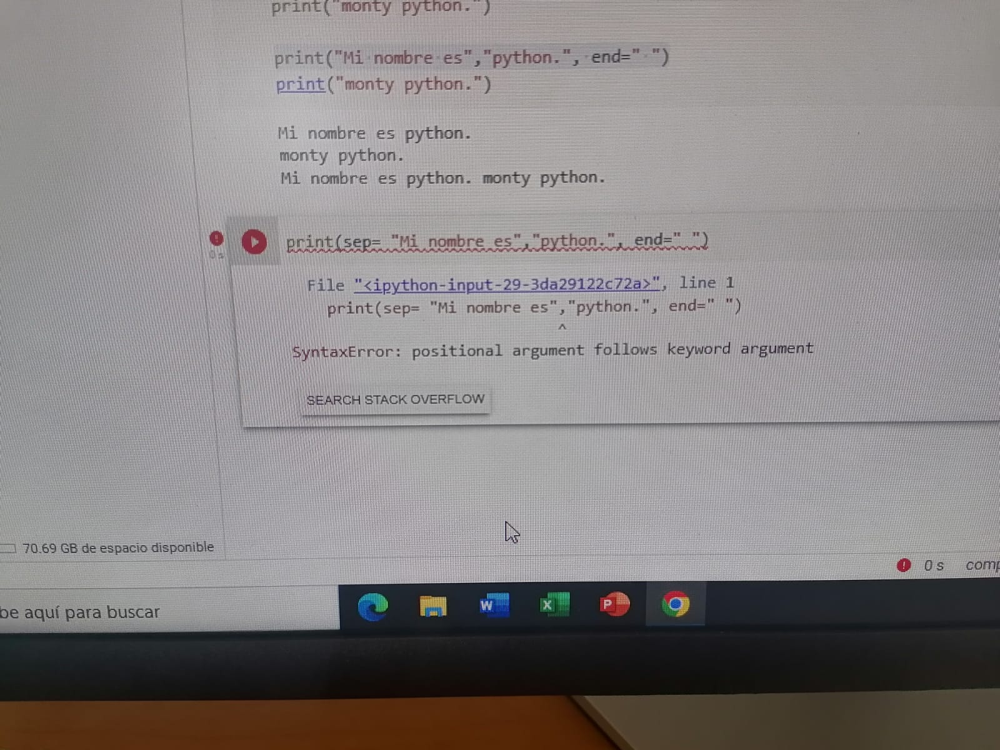 print("monty python.")
print("Mi nombre es","python.", end=" ")
print("monty python.")
Mi nombre es python.
monty python.
Mi nombre es python. monty python.
! print(sep= "Mi nombre es","python.", end=" ")
0 s
File "<ipython-input-29-3da29122c72a>", line 1
print(sep= "Mi nombre es","python.", end=" ")
^
SyntaxError: positional argument follows keyword argument
SEARCH STACK OVERFLOW
70.69 GB de espacio disponible
! 0 s comp
be aquí para buscar
W X P